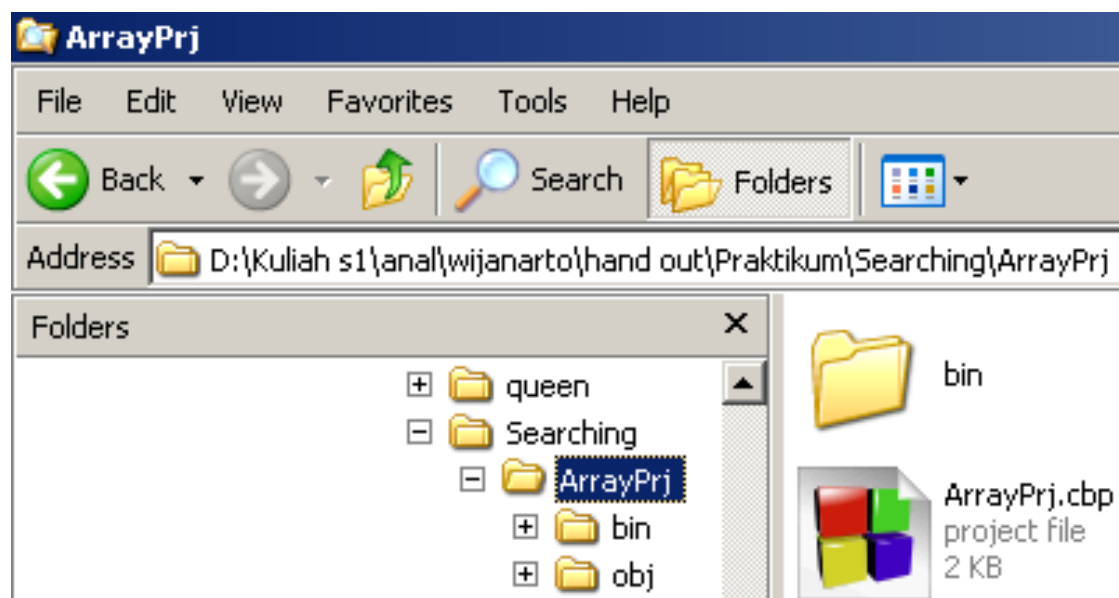 ArrayPrj
File Edit View Favorites Tools Help
Back Search Folders
Address D:\Kuliah s1\anal\wijanarto\hand out\Praktikum\Searching\ArrayPrj
Folders
queen
Searching
ArrayPrj
bin
obj
bin
ArrayPrj.cbp
project file
2 KB